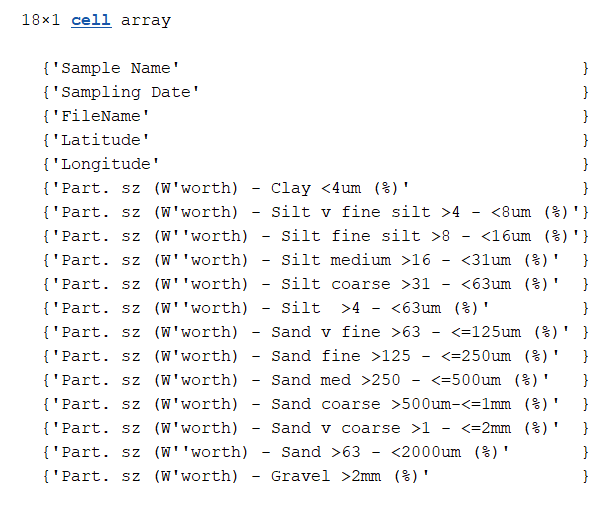 18×1 cell array
{'Sample Name' }
{'Sampling Date' }
{'FileName' }
{'Latitude' }
{'Longitude' }
{'Part. sz (W'worth) - Clay <4um (%)' }
{'Part. sz (W'worth) - Silt v fine silt >4 - <8um (%)'}
{'Part. sz (W''worth) - Silt fine silt >8 - <16um (%)'}
{'Part. sz (W''worth) - Silt medium >16 - <31um (%)' }
{'Part. sz (W''worth) - Silt coarse >31 - <63um (%)' }
{'Part. sz (W''worth) - Silt  >4 - <63um (%)' }
{'Part. sz (W'worth) - Sand v fine >63 - <=125um (%)' }
{'Part. sz (W'worth) - Sand fine >125 - <=250um (%)' }
{'Part. sz (W'worth) - Sand med >250 - <=500um (%)' }
{'Part. sz (W'worth) - Sand coarse >500um-<=1mm (%)' }
{'Part. sz (W'worth) - Sand v coarse >1 - <=2mm (%)' }
{'Part. sz (W''worth) - Sand >63 - <2000um (%)' }
{'Part. sz (W'worth) - Gravel >2mm (%)' }